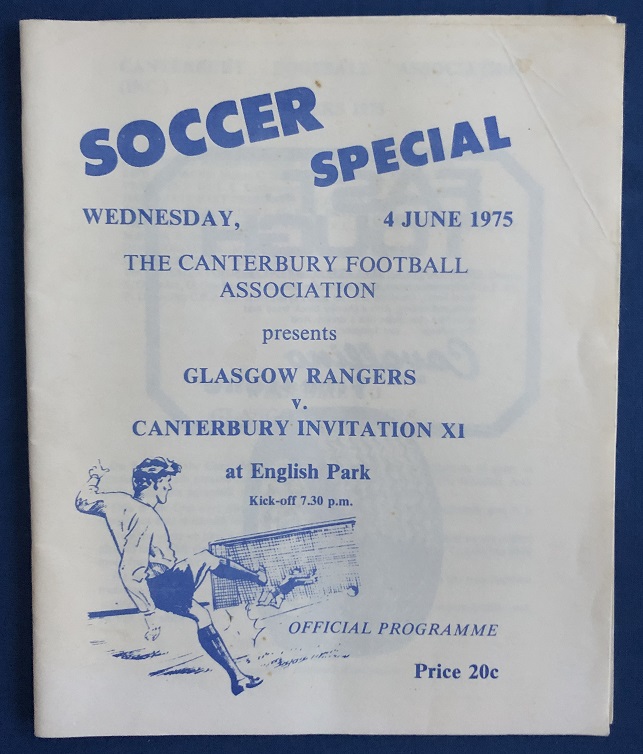 SOCCER
SPECIAL
WEDNESDAY, 4 JUNE 1975
THE CANTERBURY FOOTBALL
ASSOCIATION
presents
GLASGOW RANGERS
v.
CANTERBURY INVITATION XI
at English Park
Kick-off 7.30 p.m.
OFFICIAL PROGRAMME
Price 20c